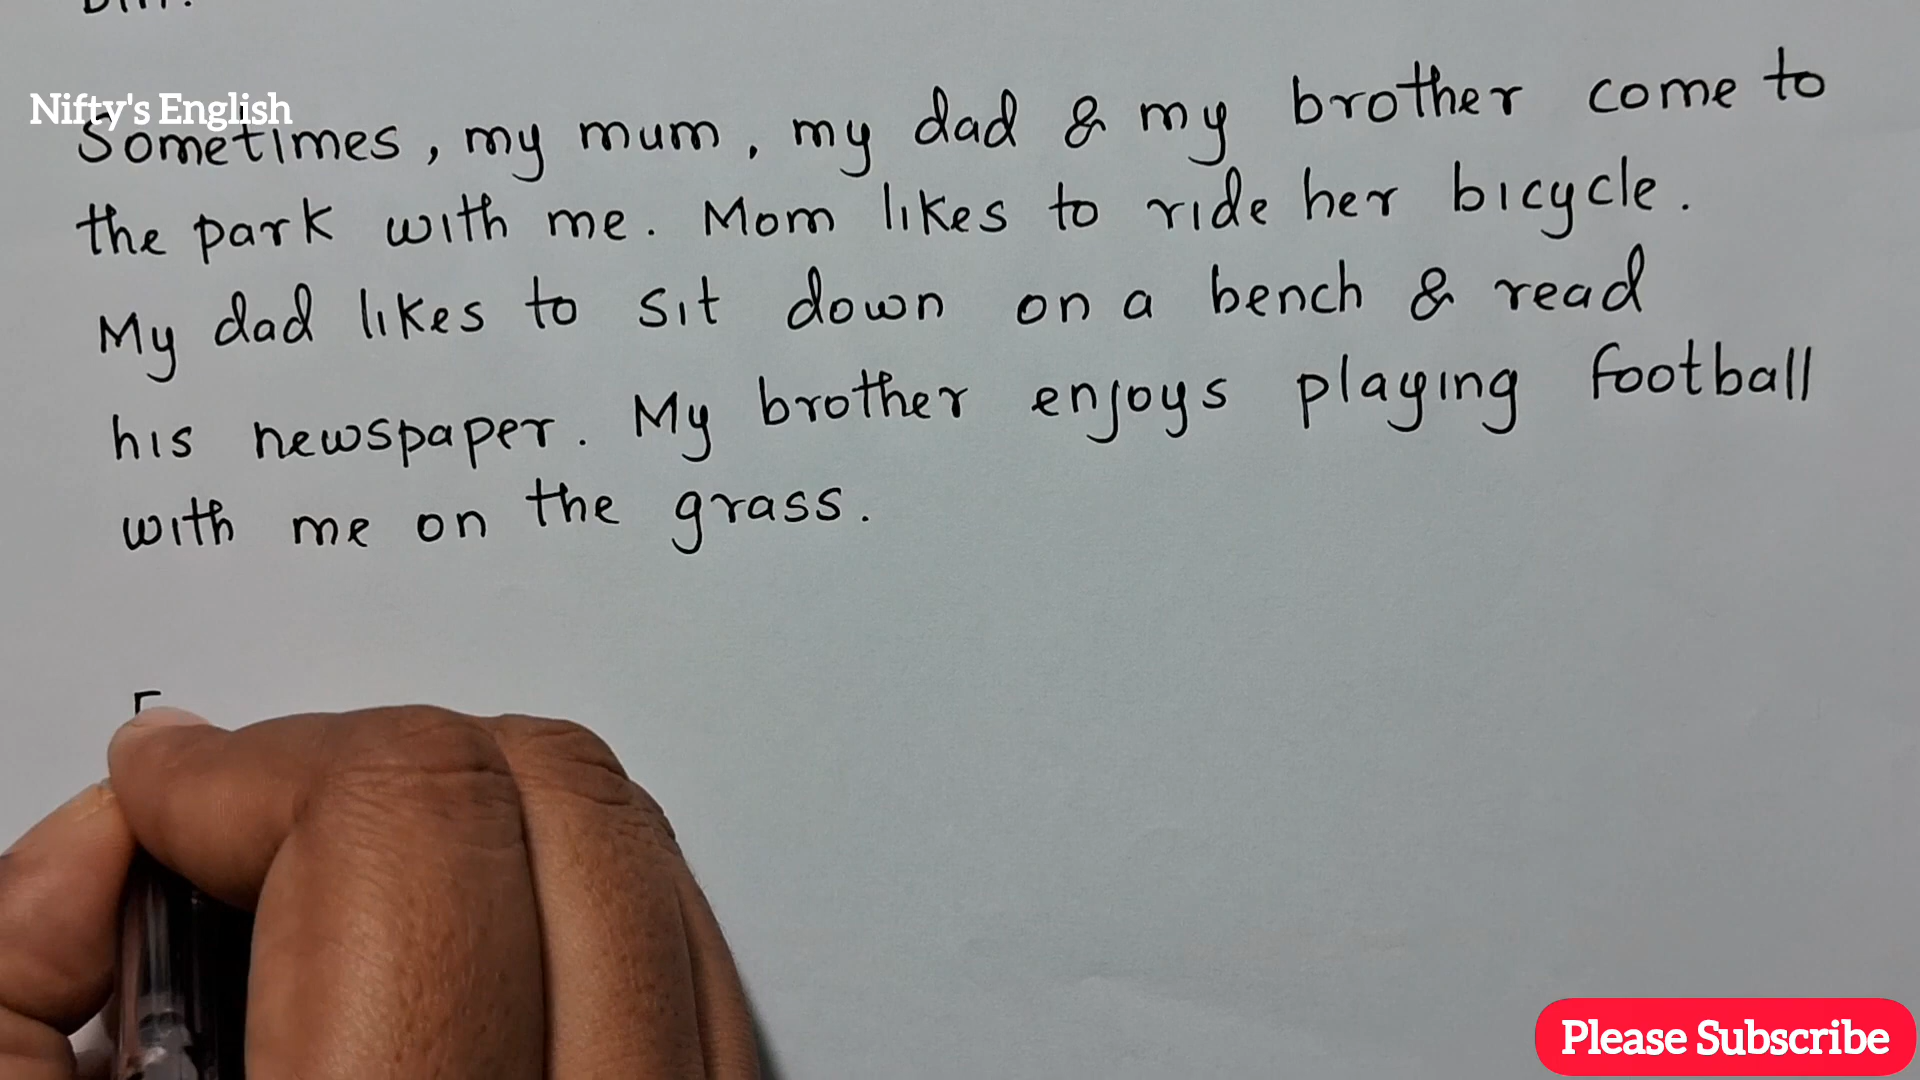 Nifty's English
Sometimes, my mum, my dad & my brother come to
the park with me. Mom likes to ride her bicycle.
My dad likes to sit down on a bench & read
his newspaper. My brother enjoys playing football
with me on the grass.
Please Subscribe